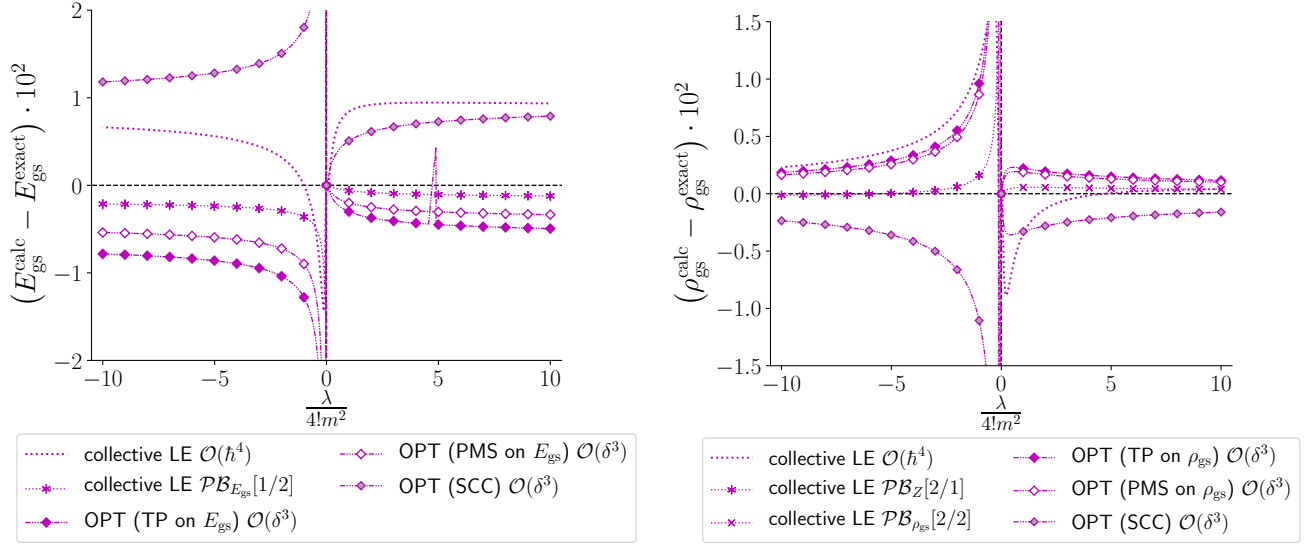 (E_gs^calc − E_gs^exact) · 10^2
2
1
0
−1
−2
−10
−5
0
5
10
λ/4!m^2
collective LE O(ħ^4)
collective LE PB_{E_gs}[1/2]
OPT (TP on E_gs) O(δ^3)
OPT (PMS on E_gs) O(δ^3)
OPT (SCC) O(δ^3)
(ρ_gs^calc − ρ_gs^exact) · 10^2
1.5
1.0
0.5
0.0
−0.5
−1.0
−1.5
−10
−5
0
5
10
λ/4!m^2
collective LE O(ħ^4)
collective LE PB_Z[2/1]
collective LE PB_{ρ_gs}[2/2]
OPT (TP on ρ_gs) O(δ^3)
OPT (PMS on ρ_gs) O(δ^3)
OPT (SCC) O(δ^3)